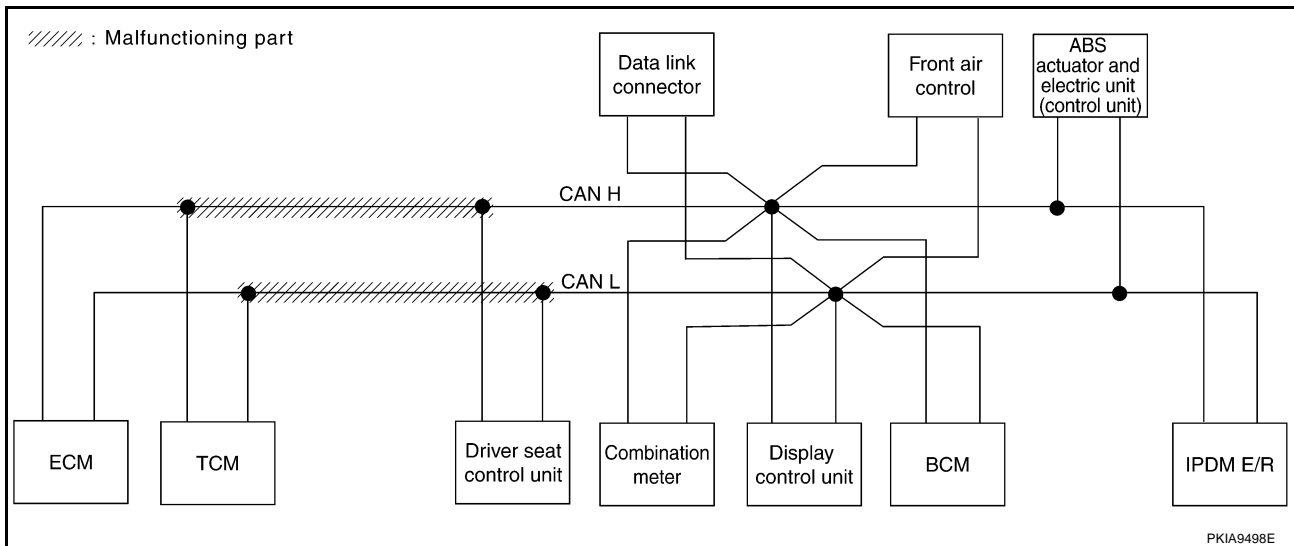 : Malfunctioning part
Data link
connector
Front air
control
ABS
actuator and
electric unit
(control unit)
CAN H
CAN L
ECM
TCM
Driver seat
control unit
Combination
meter
Display
control unit
BCM
IPDM E/R
PKIA9498E